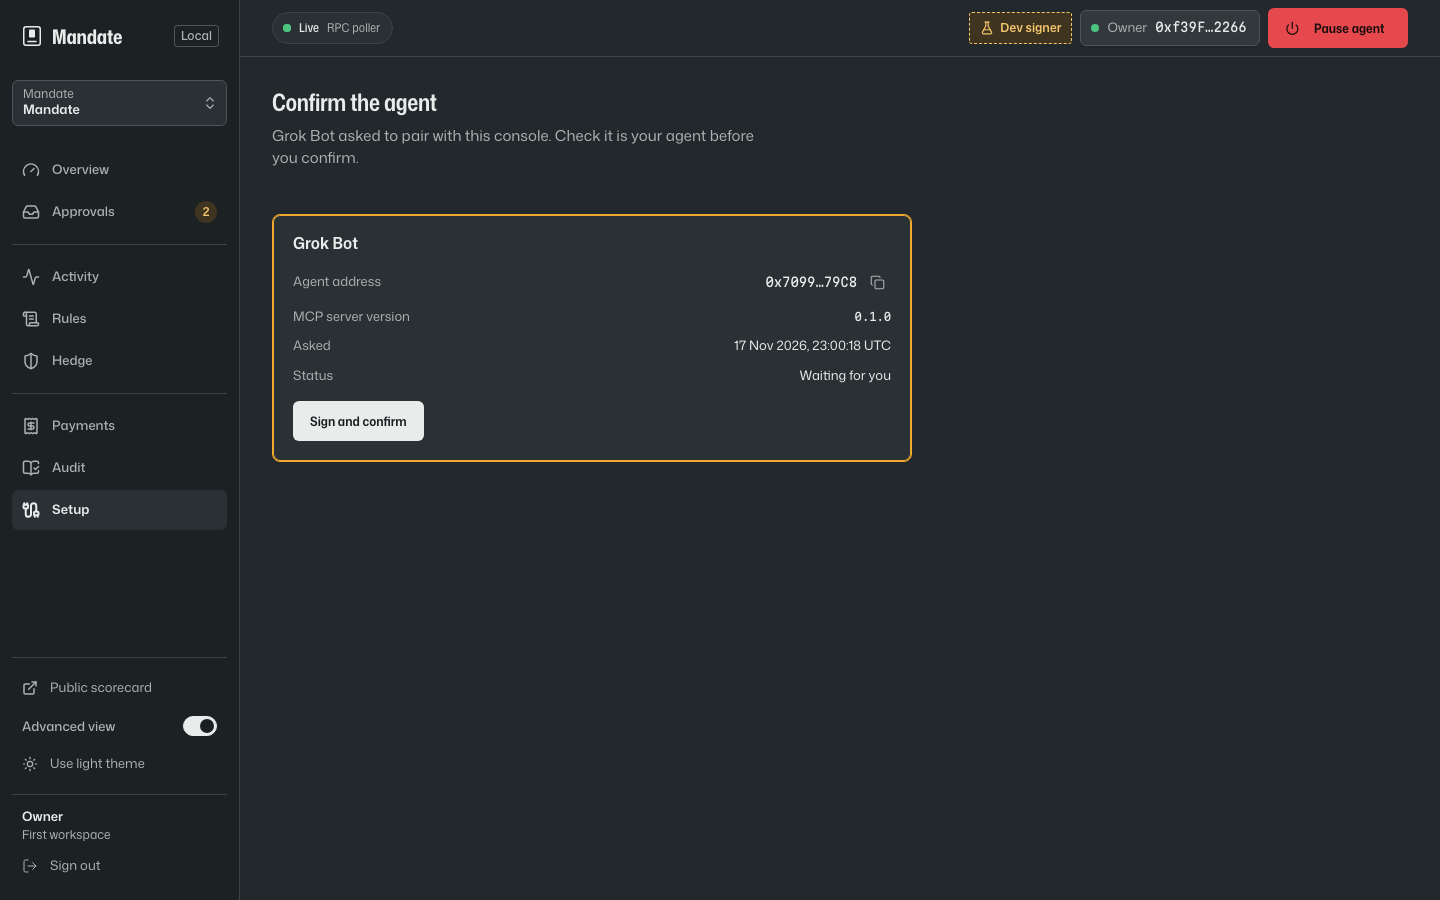 Mandate
Local
Mandate
Mandate
Overview
Approvals 2
Activity
Rules
Hedge
Payments
Audit
Setup
Public scorecard
Advanced view
Use light theme
Owner
First workspace
Sign out
Live RPC poller
Dev signer
Owner 0xf39F…2266
Pause agent
Confirm the agent
Grok Bot asked to pair with this console. Check it is your agent before
you confirm.
Grok Bot
Agent address 0x7099…79C8
MCP server version 0.1.0
Asked 17 Nov 2026, 23:00:18 UTC
Status Waiting for you
Sign and confirm